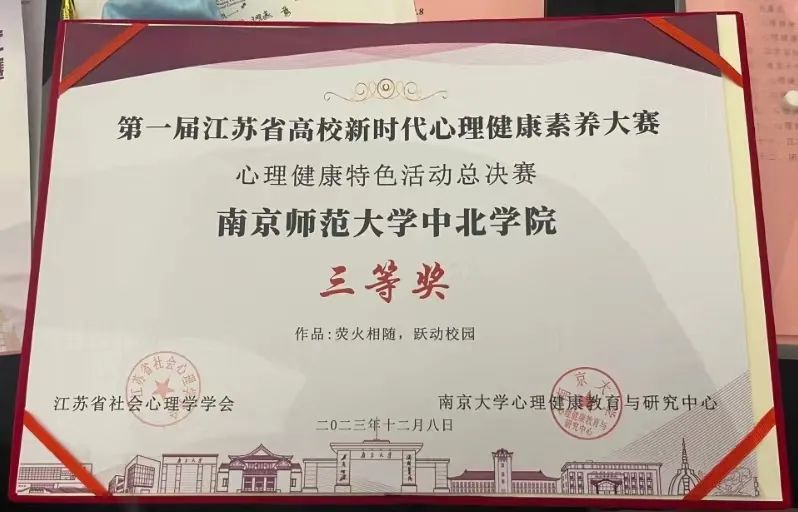 第一届江苏省高校新时代心理健康素养大赛
心理健康特色活动总决赛
南京师范大学中北学院
三等奖
作品:荧火相随，跃动校园
江苏省社会心理学学会
南京大学心理健康教育与研究中心
二〇二三年十二月八日